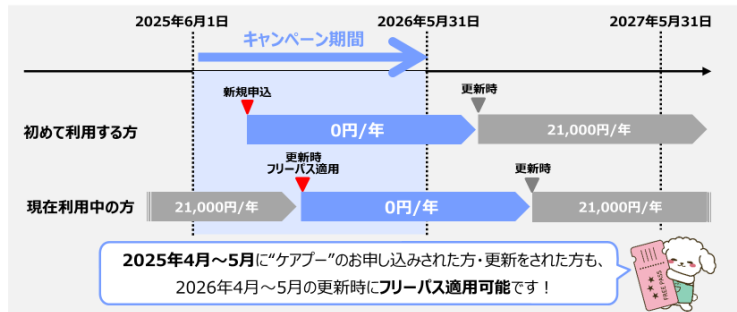 2025年6月1日
2026年5月31日
2027年5月31日
キャンペーン期間
新規申込
更新時
初めて利用する方
0円/年
21,000円/年
更新時
フリーパス適用
更新時
現在利用中の方
21,000円/年
0円/年
21,000円/年
2025年4月～5月に“ケアプー”のお申し込みされた方・更新をされた方も、
2026年4月～5月の更新時にフリーパス適用可能です！
FREE PASS